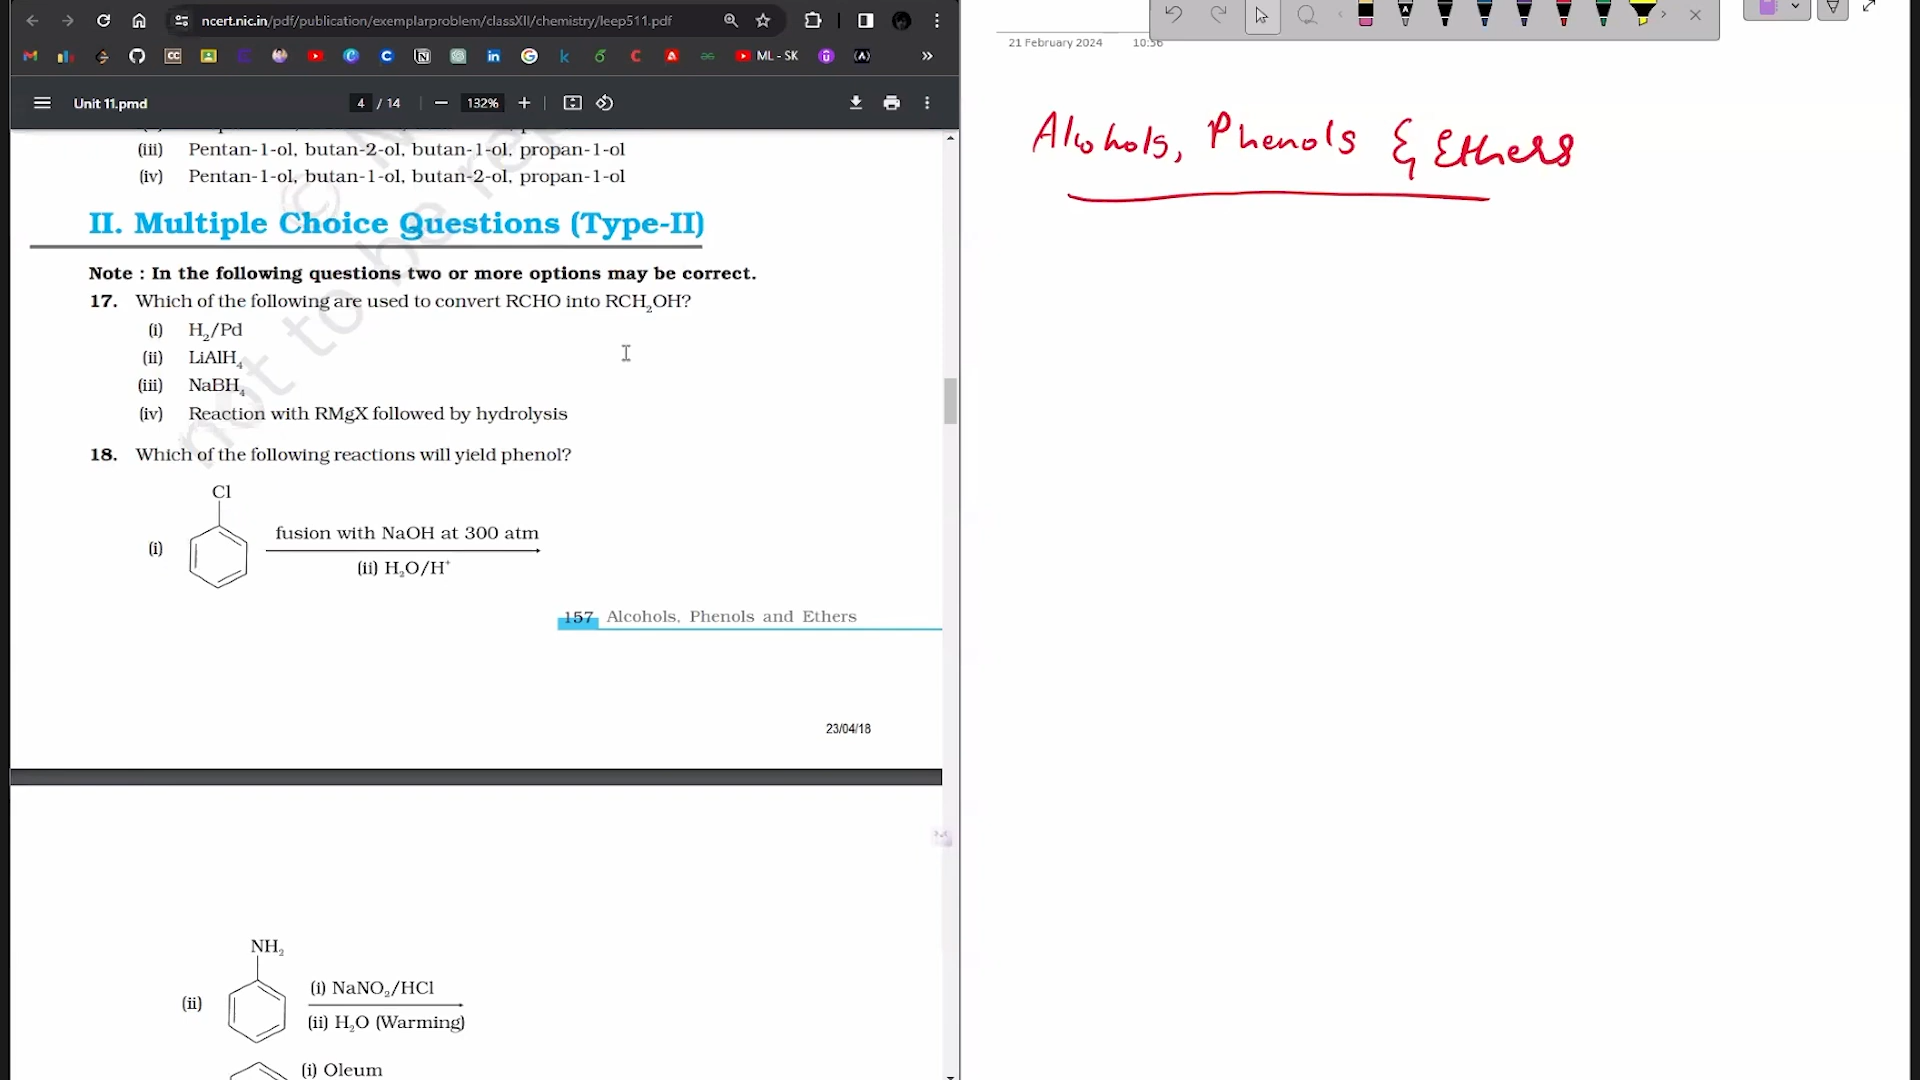 ncert.nic.in/pdf/publication/exemplarproblem/classXII/chemistry/leep511.pdf
ML - SK
Unit 11.pmd
4 / 14
132%
(iii) Pentan-1-ol, butan-2-ol, butan-1-ol, propan-1-ol
(iv) Pentan-1-ol, butan-1-ol, butan-2-ol, propan-1-ol
II. Multiple Choice Questions (Type-II)
Note : In the following questions two or more options may be correct.
17. Which of the following are used to convert RCHO into RCH₂OH?
(i) H₂/Pd
(ii) LiAlH₄
(iii) NaBH₄
(iv) Reaction with RMgX followed by hydrolysis
18. Which of the following reactions will yield phenol?
Cl
(i)
fusion with NaOH at 300 atm
(ii) H₂O/H⁺
157 Alcohols, Phenols and Ethers
23/04/18
NH₂
(ii)
(i) NaNO₂/HCl
(ii) H₂O (Warming)
(i) Oleum
not to be rep
21 February 2024 10:56
Alcohols, Phenols & Ethers